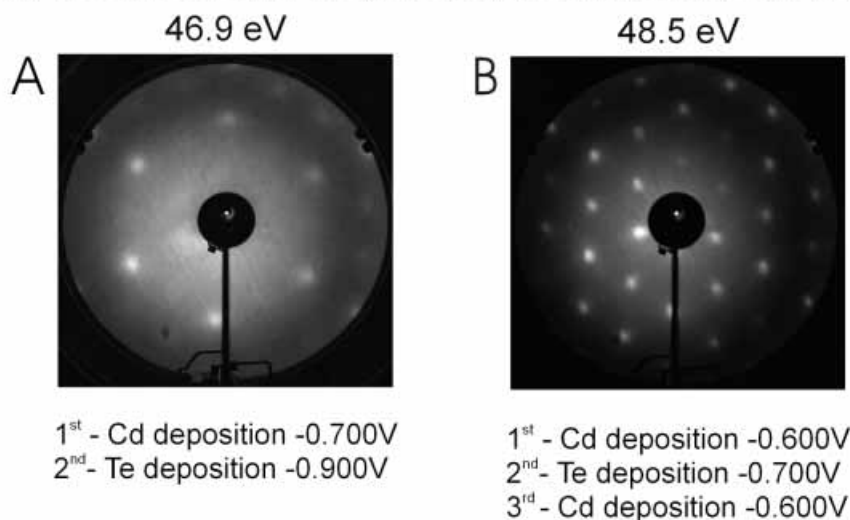 46.9 eV
48.5 eV
A
B
1st - Cd deposition -0.700V
2nd- Te deposition -0.900V
1st - Cd deposition -0.600V
2nd- Te deposition -0.700V
3rd - Cd deposition -0.600V